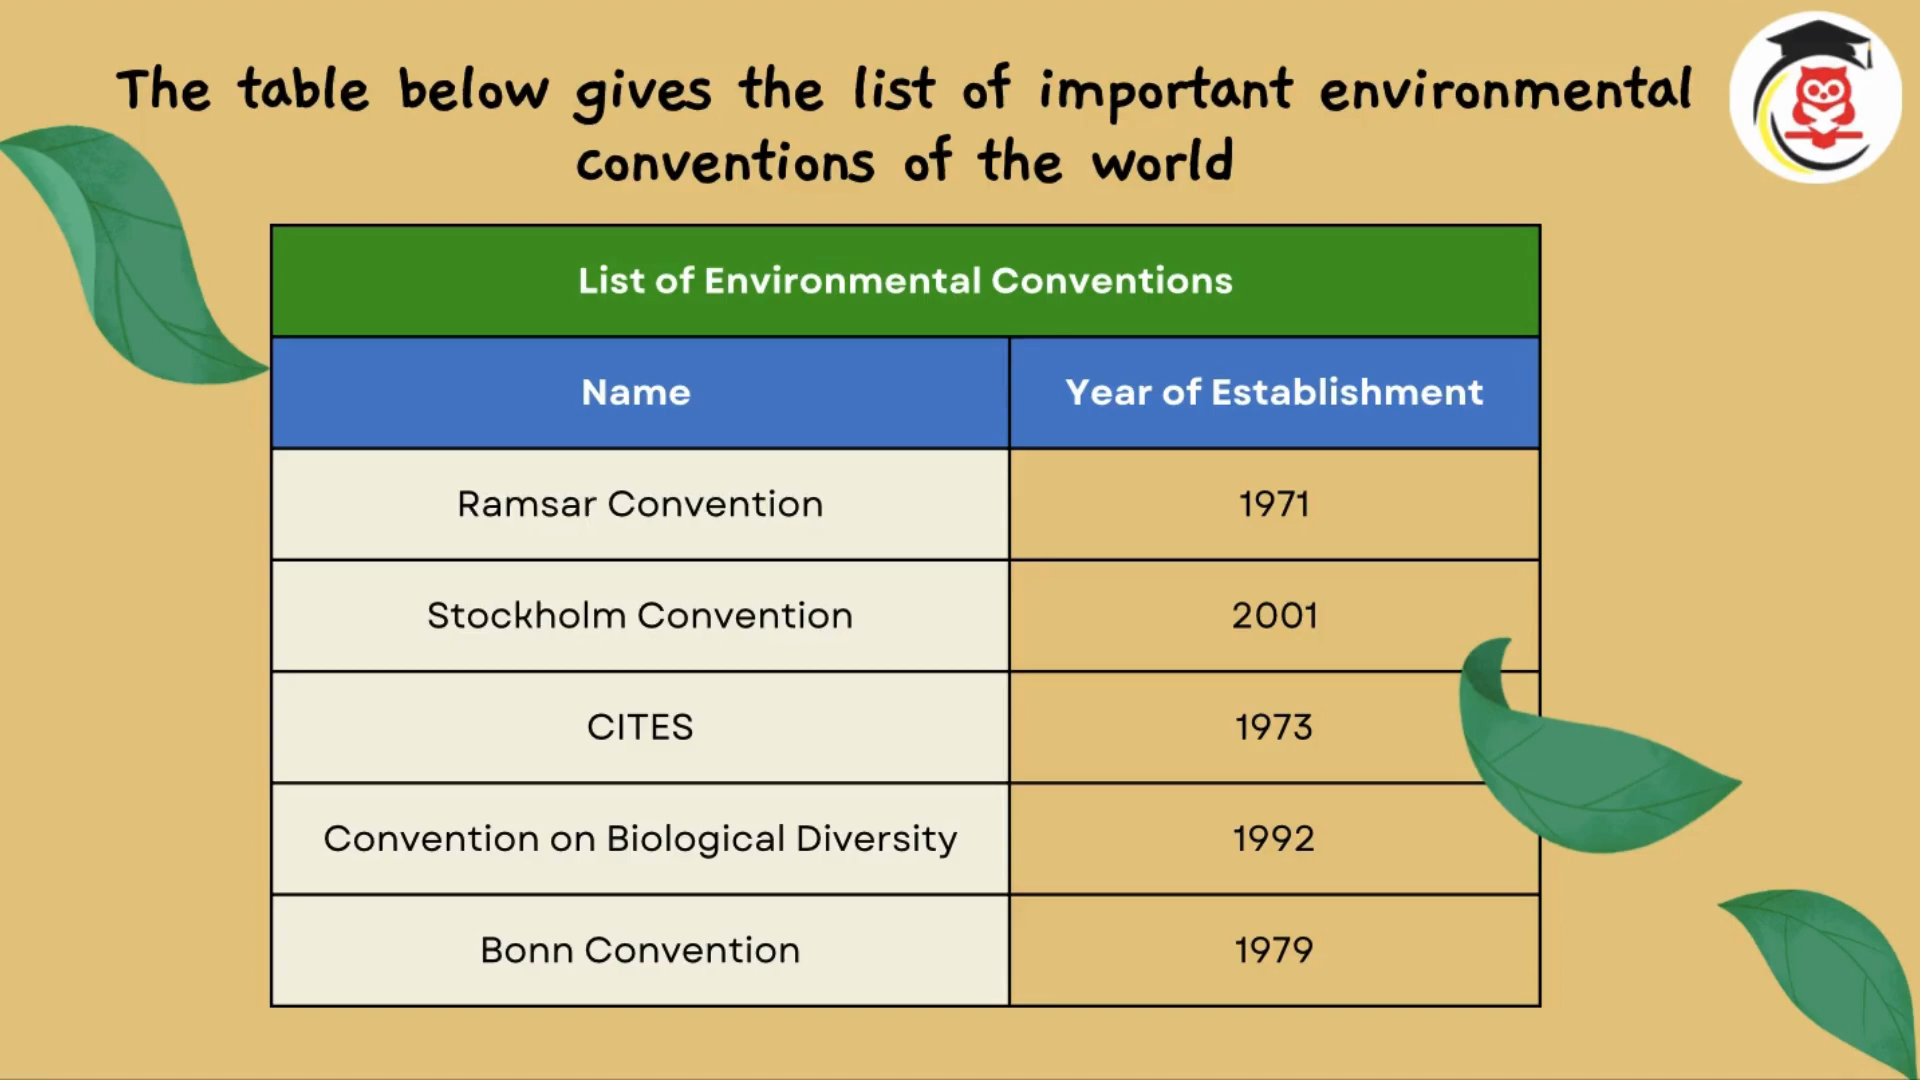 The table below gives the list of important environmental
conventions of the world
List of Environmental Conventions
Name Year of Establishment
Ramsar Convention 1971
Stockholm Convention 2001
CITES 1973
Convention on Biological Diversity 1992
Bonn Convention 1979